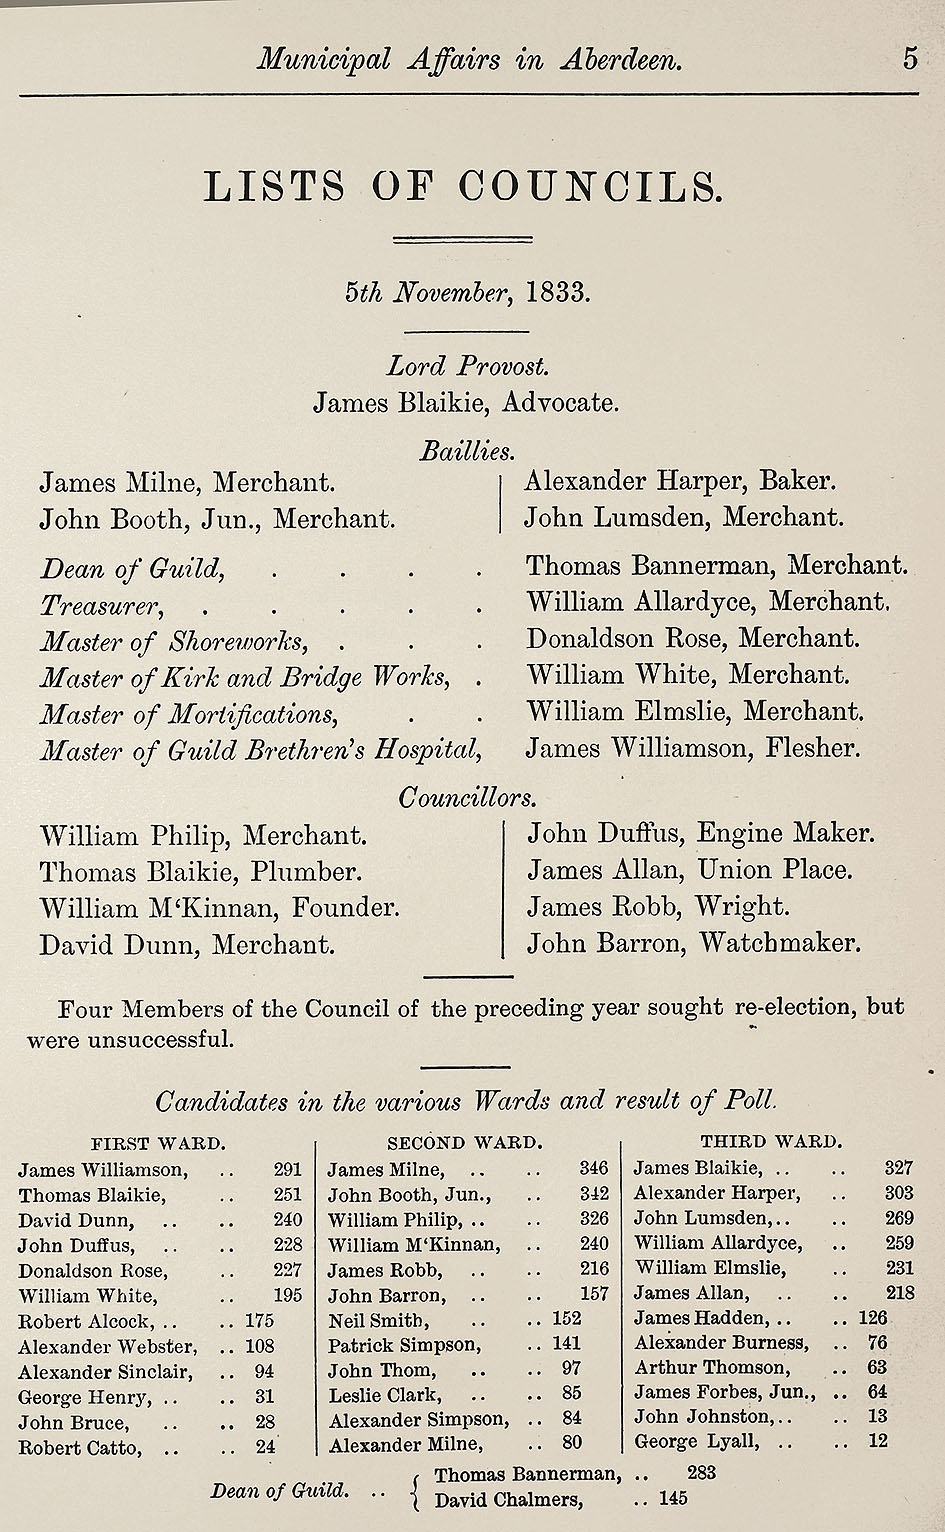 Municipal Affairs in Aberdeen. 5
LISTS OF COUNCILS.
5th November, 1833.
Lord Provost.
James Blaikie, Advocate.
Baillies.
James Milne, Merchant. Alexander Harper, Baker.
John Booth, Jun., Merchant. John Lumsden, Merchant.
Dean of Guild, . . . . Thomas Bannerman, Merchant.
Treasurer, . . . . . William Allardyce, Merchant.
Master of Shoreworks, . . . Donaldson Rose, Merchant.
Master of Kirk and Bridge Works, . William White, Merchant.
Master of Mortifications, . . William Elmslie, Merchant.
Master of Guild Brethren's Hospital, James Williamson, Flesher.
Councillors.
William Philip, Merchant. John Duffus, Engine Maker.
Thomas Blaikie, Plumber. James Allan, Union Place.
William M‘Kinnan, Founder. James Robb, Wright.
David Dunn, Merchant. John Barron, Watchmaker.
Four Members of the Council of the preceding year sought re-election, but
were unsuccessful.
Candidates in the various Wards and result of Poll.
FIRST WARD.
James Williamson, .. 291
Thomas Blaikie, .. 251
David Dunn, .. .. 240
John Duffus, .. .. 228
Donaldson Rose, .. 227
William White, .. 195
Robert Alcock, .. .. 175
Alexander Webster, .. 108
Alexander Sinclair, .. 94
George Henry, .. .. 31
John Bruce, .. .. 28
Robert Catto, .. .. 24
SECOND WARD.
James Milne, .. .. 346
John Booth, Jun., .. 342
William Philip, .. .. 326
William M‘Kinnan, .. 240
James Robb, .. .. 216
John Barron, .. .. 157
Neil Smith, .. .. 152
Patrick Simpson, .. 141
John Thom, .. .. 97
Leslie Clark, .. .. 85
Alexander Simpson, .. 84
Alexander Milne, .. 80
THIRD WARD.
James Blaikie, .. .. 327
Alexander Harper, .. 303
John Lumsden, .. .. 269
William Allardyce, .. 259
William Elmslie, .. 231
James Allan, .. .. 218
James Hadden, .. .. 126
Alexander Burness, .. 76
Arthur Thomson, .. 63
James Forbes, Jun., .. 64
John Johnston, .. .. 13
George Lyall, .. .. 12
Dean of Guild. .. { Thomas Bannerman, .. 283
David Chalmers, .. 145